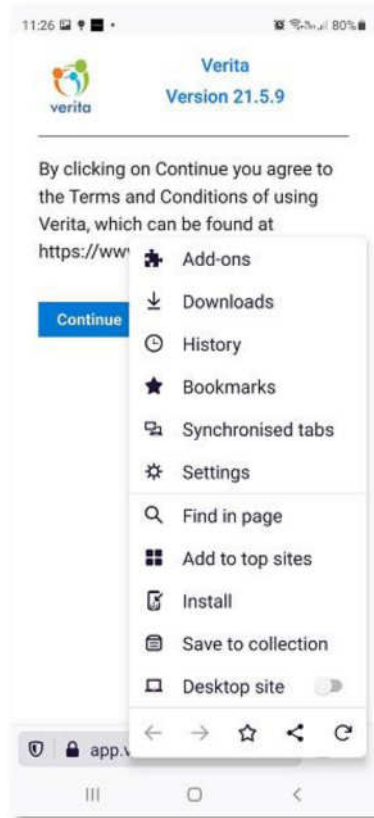 11:26
80%
Verita
Version 21.5.9
verita
By clicking on Continue you agree to
the Terms and Conditions of using
Verita, which can be found at
https://www
Continue
Add-ons
Downloads
History
Bookmarks
Synchronised tabs
Settings
Find in page
Add to top sites
Install
Save to collection
Desktop site
app.v